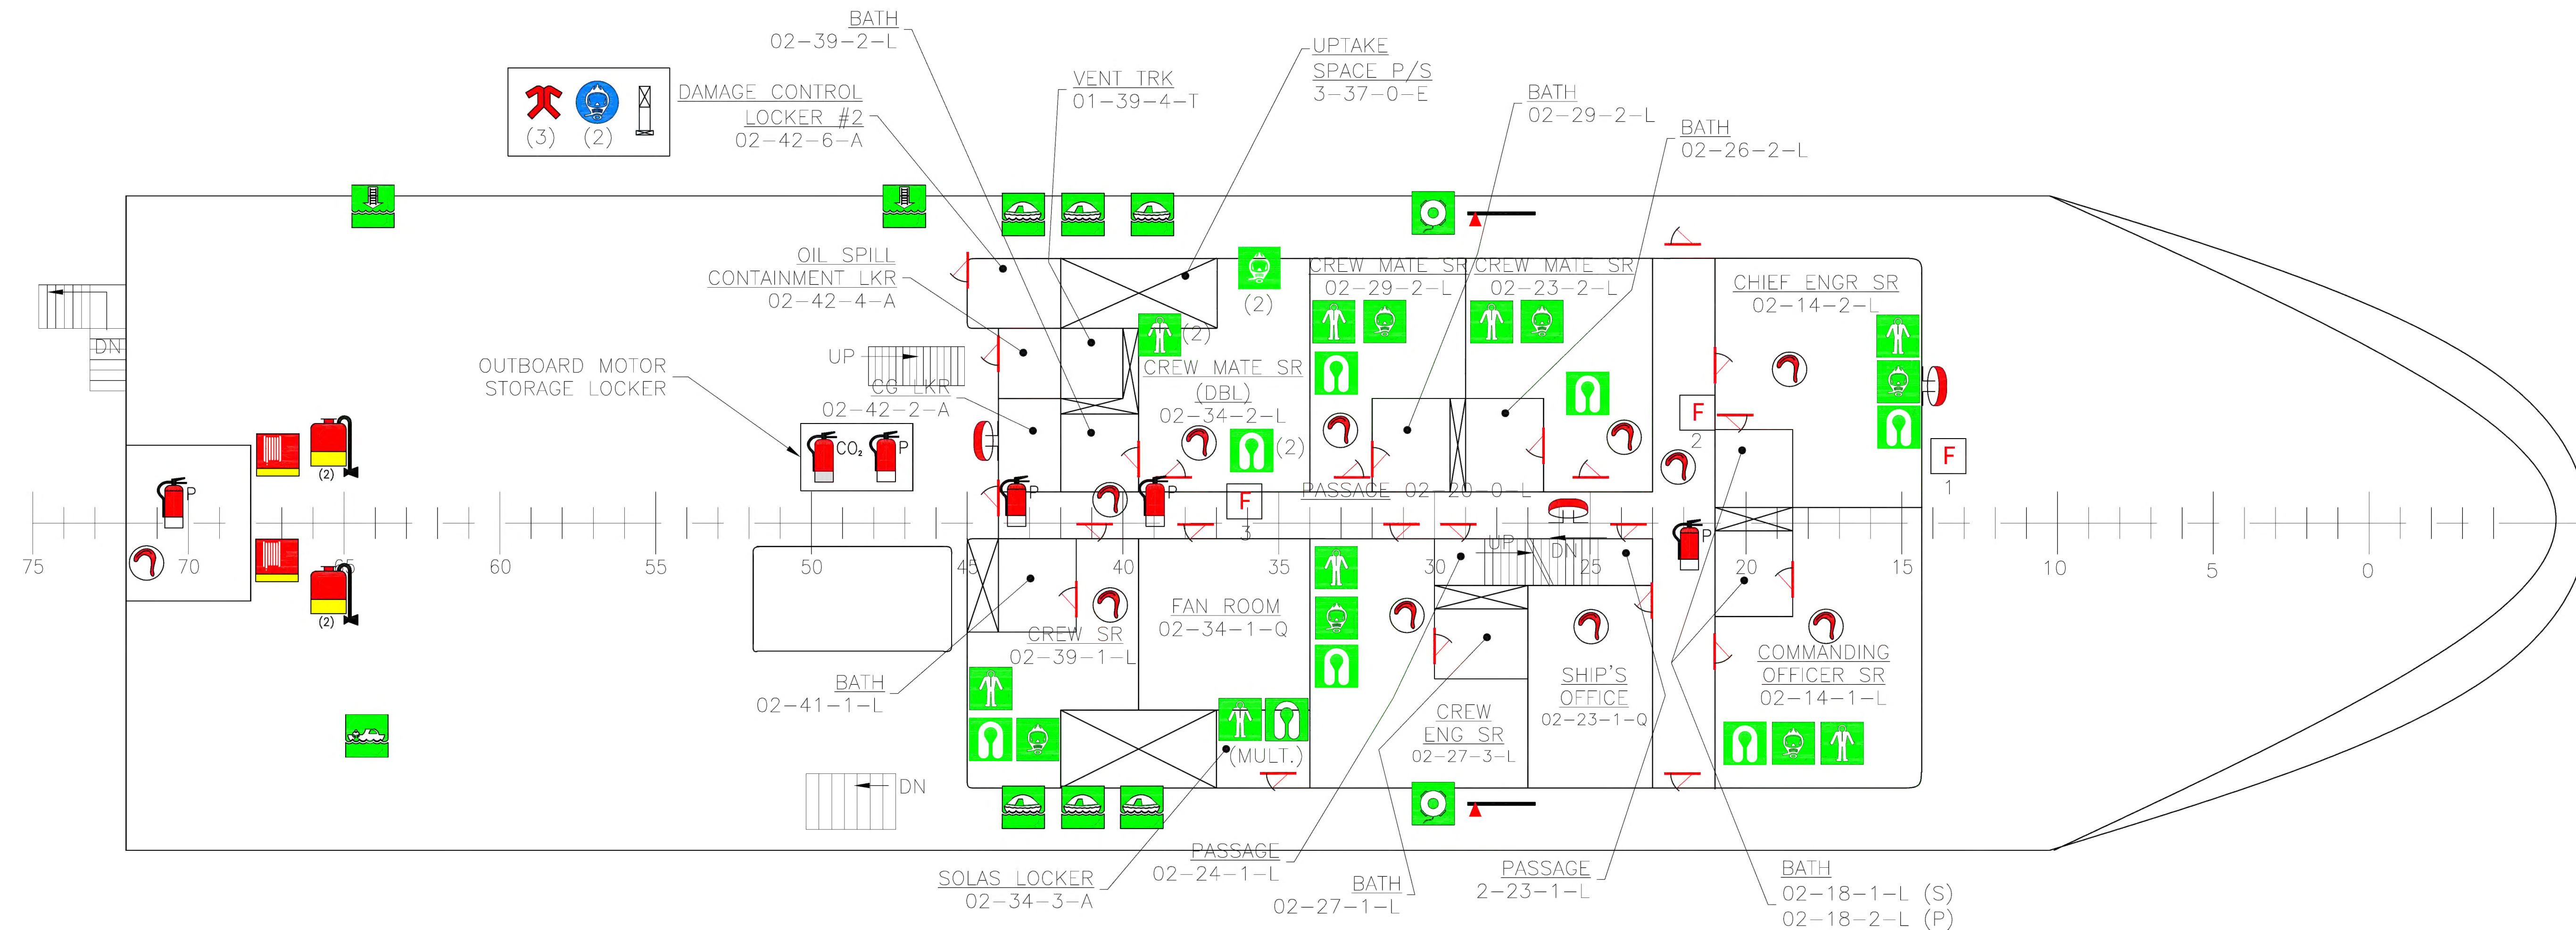 BATH
02-39-2-L
DAMAGE CONTROL
LOCKER #2
02-42-6-A
(3)
(2)
VENT TRK
01-39-4-T
UPTAKE
SPACE P/S
3-37-0-E
BATH
02-29-2-L
BATH
02-26-2-L
OIL SPILL
CONTAINMENT LKR
02-42-4-A
(2)
CREW MATE SR
02-29-2-L
CREW MATE SR
02-23-2-L
CHIEF ENGR SR
02-14-2-L
DN
UP
OUTBOARD MOTOR
STORAGE LOCKER
CG LKR
02-42-2-A
(2)
CREW MATE SR
(DBL)
02-34-2-L
(2)
F
2
F
1
(2)
CO₂
P
P
P
P
F
3
PASSAGE 02-20-0-L
P
UP
DN
75
70
65
60
55
50
45
40
35
30
25
20
15
10
5
0
(2)
FAN ROOM
02-34-1-Q
CREW SR
02-39-1-L
BATH
02-41-1-L
(MULT.)
CREW
ENG SR
02-27-3-L
SHIP'S
OFFICE
02-23-1-Q
COMMANDING
OFFICER SR
02-14-1-L
DN
SOLAS LOCKER
02-34-3-A
PASSAGE
02-24-1-L
BATH
02-27-1-L
PASSAGE
2-23-1-L
BATH
02-18-1-L (S)
02-18-2-L (P)